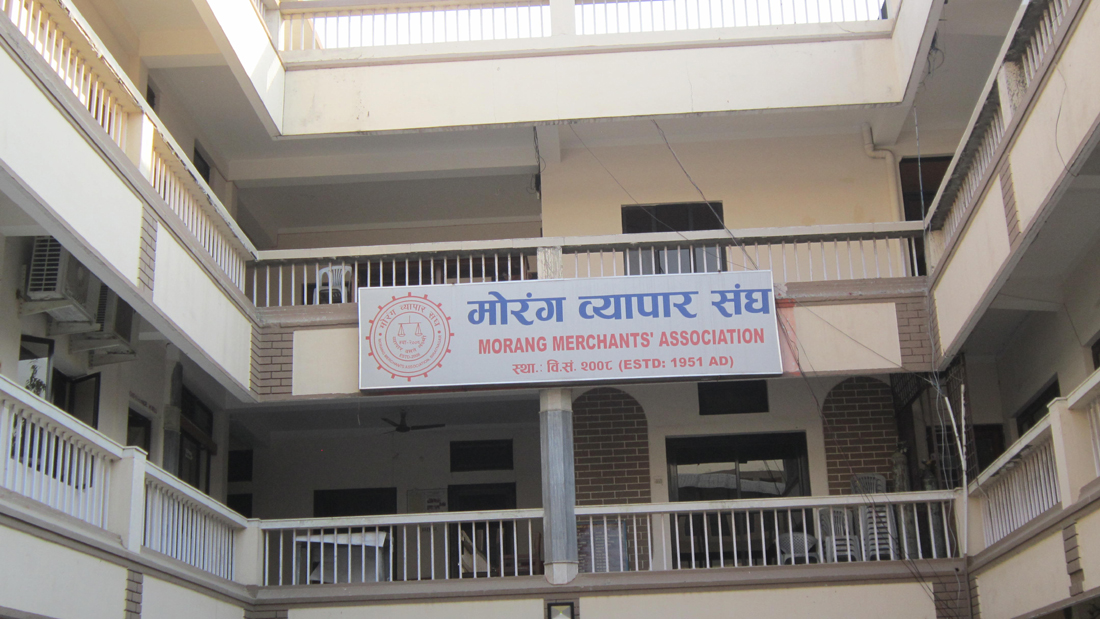 मोरंग व्यापार संघ
मोरंग व्यापार संघ
MORANG MERCHANTS' ASSOCIATION
स्था.: वि.सं. २००८ (ESTD: 1951 AD)